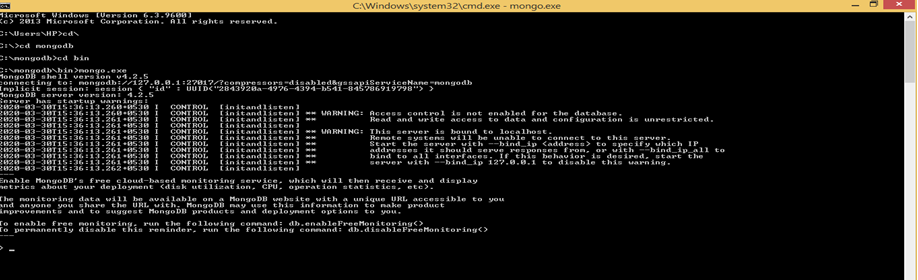 C:\Windows\system32\cmd.exe - mongo.exe
Microsoft Windows [Version 6.3.9600]
(c) 2013 Microsoft Corporation. All rights reserved.
C:\Users\HP>cd\
C:\>cd mongodb
C:\mongodb>cd bin
C:\mongodb\bin>mongo.exe
MongoDB shell version v4.2.5
connecting to: mongodb://127.0.0.1:27017/?compressors=disabled&gssapiServiceName=mongodb
Implicit session: session { "id" : UUID("2843920a-4976-4394-b541-845786919798") }
MongoDB server version: 4.2.5
Server has startup warnings:
2020-03-30T15:36:13.260+0530 I  CONTROL  [initandlisten]
2020-03-30T15:36:13.260+0530 I  CONTROL  [initandlisten] ** WARNING: Access control is not enabled for the database.
2020-03-30T15:36:13.261+0530 I  CONTROL  [initandlisten] **          Read and write access to data and configuration is unrestricted.
2020-03-30T15:36:13.261+0530 I  CONTROL  [initandlisten]
2020-03-30T15:36:13.261+0530 I  CONTROL  [initandlisten] ** WARNING: This server is bound to localhost.
2020-03-30T15:36:13.261+0530 I  CONTROL  [initandlisten] **          Remote systems will be unable to connect to this server.
2020-03-30T15:36:13.261+0530 I  CONTROL  [initandlisten] **          Start the server with --bind_ip <address> to specify which IP
2020-03-30T15:36:13.261+0530 I  CONTROL  [initandlisten] **          addresses it should serve responses from, or with --bind_ip_all to
2020-03-30T15:36:13.261+0530 I  CONTROL  [initandlisten] **          bind to all interfaces. If this behavior is desired, start the
2020-03-30T15:36:13.261+0530 I  CONTROL  [initandlisten] **          server with --bind_ip 127.0.0.1 to disable this warning.
2020-03-30T15:36:13.262+0530 I  CONTROL  [initandlisten]
---
Enable MongoDB's free cloud-based monitoring service, which will then receive and display
metrics about your deployment (disk utilization, CPU, operation statistics, etc).
The monitoring data will be available on a MongoDB website with a unique URL accessible to you
and anyone you share the URL with. MongoDB may use this information to make product
improvements and to suggest MongoDB products and deployment options to you.
To enable free monitoring, run the following command: db.enableFreeMonitoring()
To permanently disable this reminder, run the following command: db.disableFreeMonitoring()
---
> _